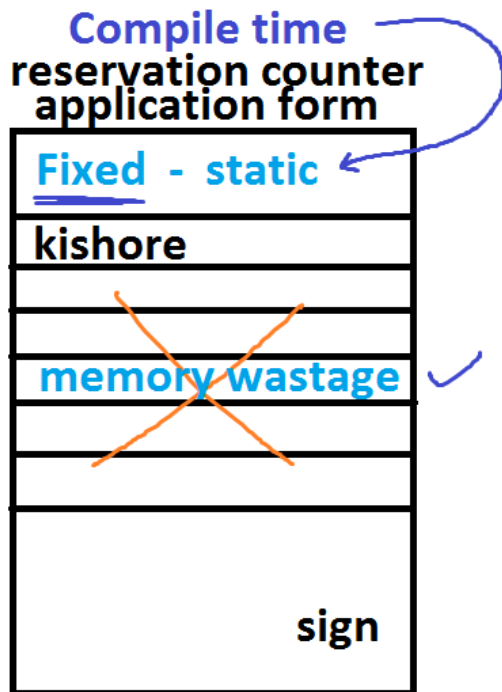 Compile time
reservation counter
application form
Fixed - static
kishore
memory wastage
sign